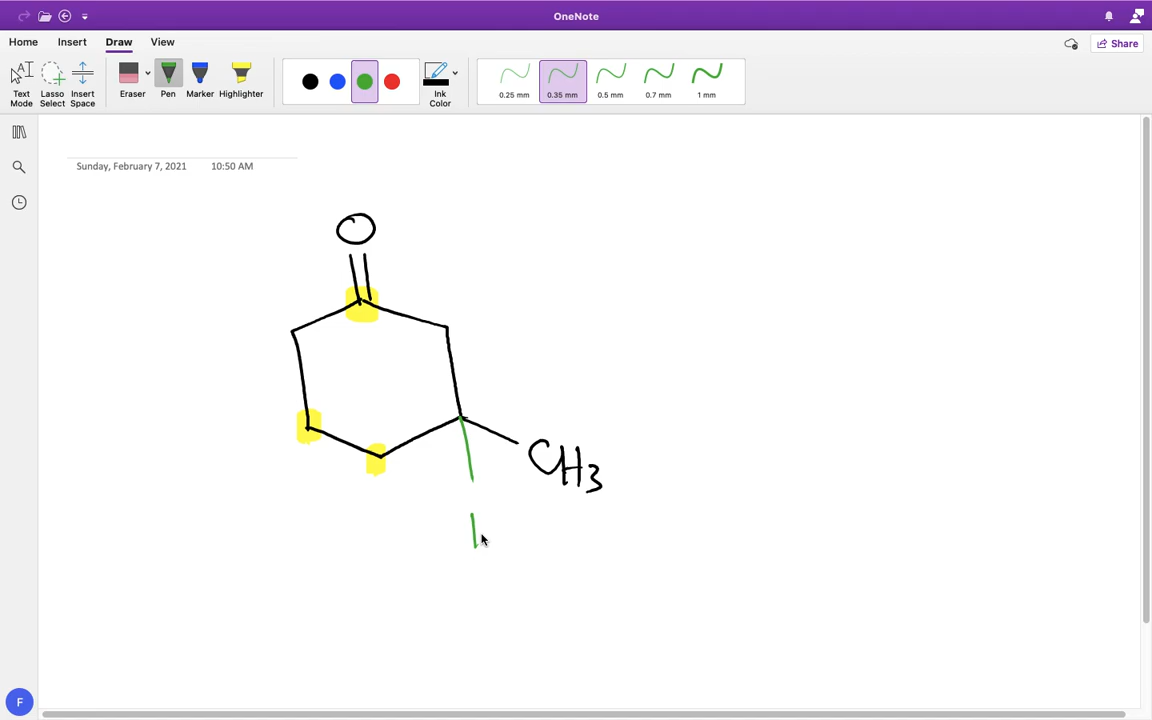 OneNote
Home Insert Draw View
Share
Text Mode
Lasso Select
Insert Space
Eraser
Pen
Marker
Highlighter
Ink Color
0.25 mm
0.35 mm
0.5 mm
0.7 mm
1 mm
Sunday, February 7, 2021 10:50 AM
O
CH3
F